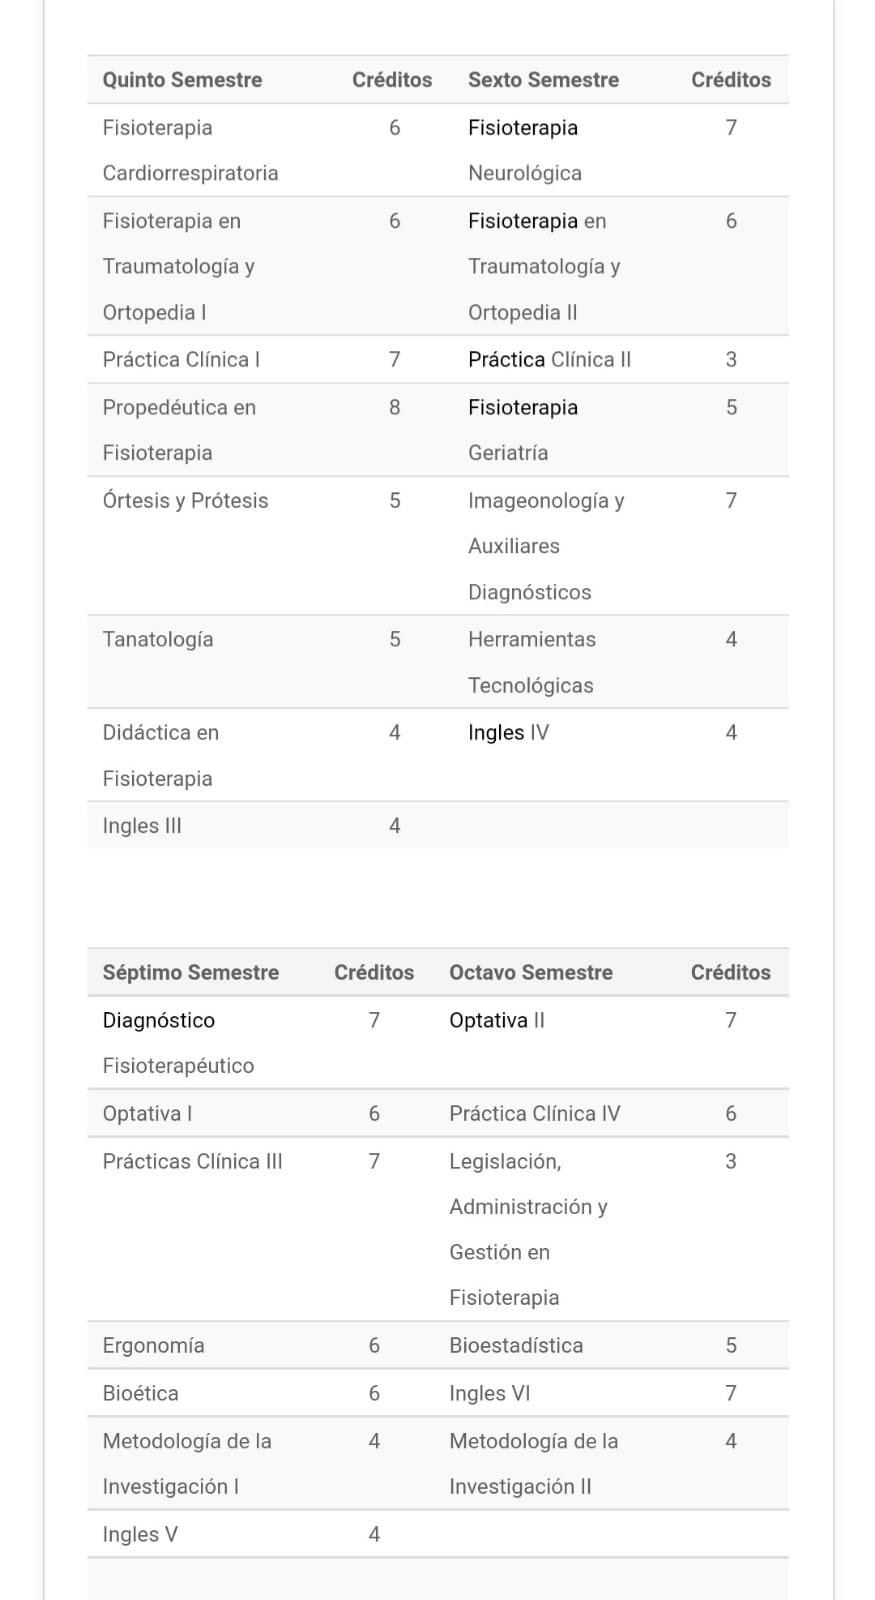 Quinto Semestre Créditos Sexto Semestre Créditos
Fisioterapia 6 Fisioterapia 7
Cardiorrespiratoria Neurológica
Fisioterapia en 6 Fisioterapia en 6
Traumatología y Traumatología y
Ortopedia I Ortopedia II
Práctica Clínica I 7 Práctica Clínica II 3
Propedéutica en 8 Fisioterapia 5
Fisioterapia Geriatría
Órtesis y Prótesis 5 Imageonología y 7
Auxiliares
Diagnósticos
Tanatología 5 Herramientas 4
Tecnológicas
Didáctica en 4 Ingles IV 4
Fisioterapia
Ingles III 4
Séptimo Semestre Créditos Octavo Semestre Créditos
Diagnóstico 7 Optativa II 7
Fisioterapéutico
Optativa I 6 Práctica Clínica IV 6
Prácticas Clínica III 7 Legislación, 3
Administración y
Gestión en
Fisioterapia
Ergonomía 6 Bioestadística 5
Bioética 6 Ingles VI 7
Metodología de la 4 Metodología de la 4
Investigación I Investigación II
Ingles V 4